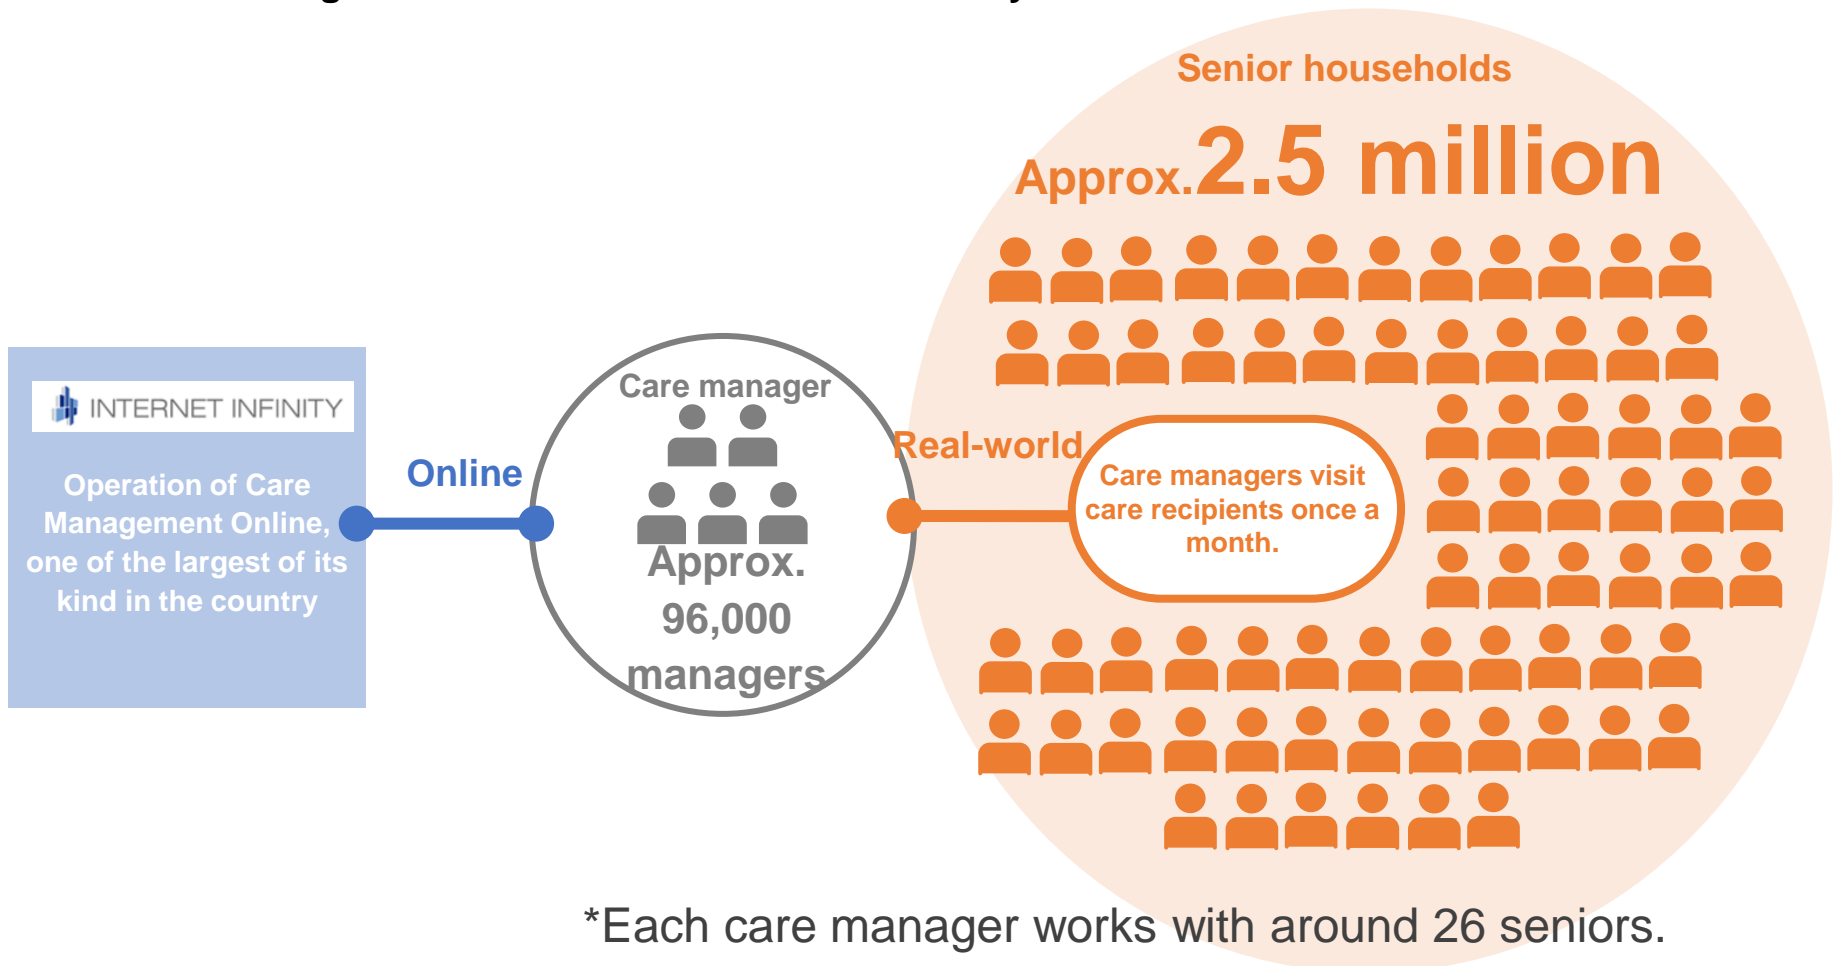 Senior households
Approx.2.5 million
INTERNET INFINITY
Operation of Care
Management Online,
one of the largest of its
kind in the country
Online
Care manager
Approx.
96,000
managers
Real-world
Care managers visit
care recipients once a
month.
*Each care manager works with around 26 seniors.